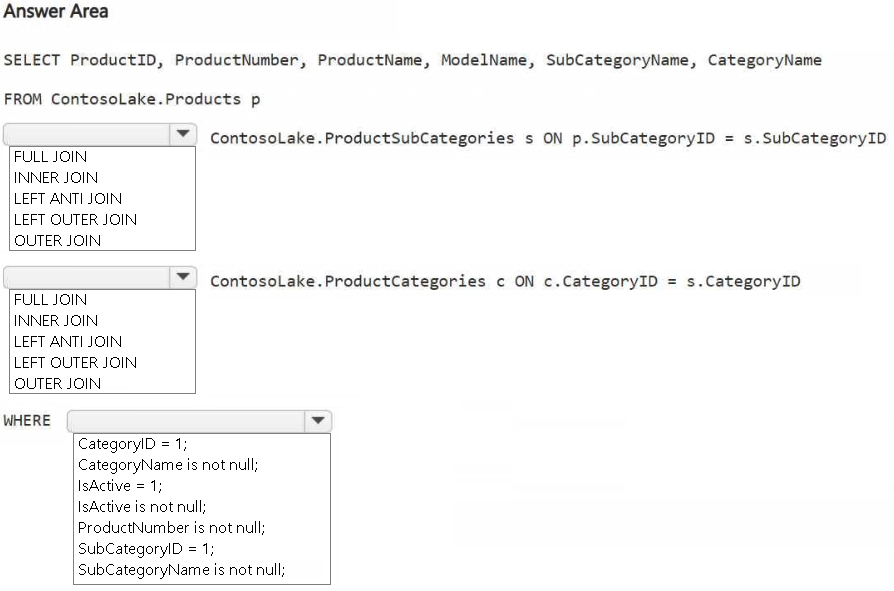 Answer Area
SELECT ProductID, ProductNumber, ProductName, ModelName, SubCategoryName, CategoryName
FROM ContosoLake.Products p
ContosoLake.ProductSubCategories s ON p.SubCategoryID = s.SubCategoryID
FULL JOIN
INNER JOIN
LEFT ANTI JOIN
LEFT OUTER JOIN
OUTER JOIN
ContosoLake.ProductCategories c ON c.CategoryID = s.CategoryID
FULL JOIN
INNER JOIN
LEFT ANTI JOIN
LEFT OUTER JOIN
OUTER JOIN
WHERE
CategoryID = 1;
CategoryName is not null;
IsActive = 1;
IsActive is not null;
ProductNumber is not null;
SubCategoryID = 1;
SubCategoryName is not null;